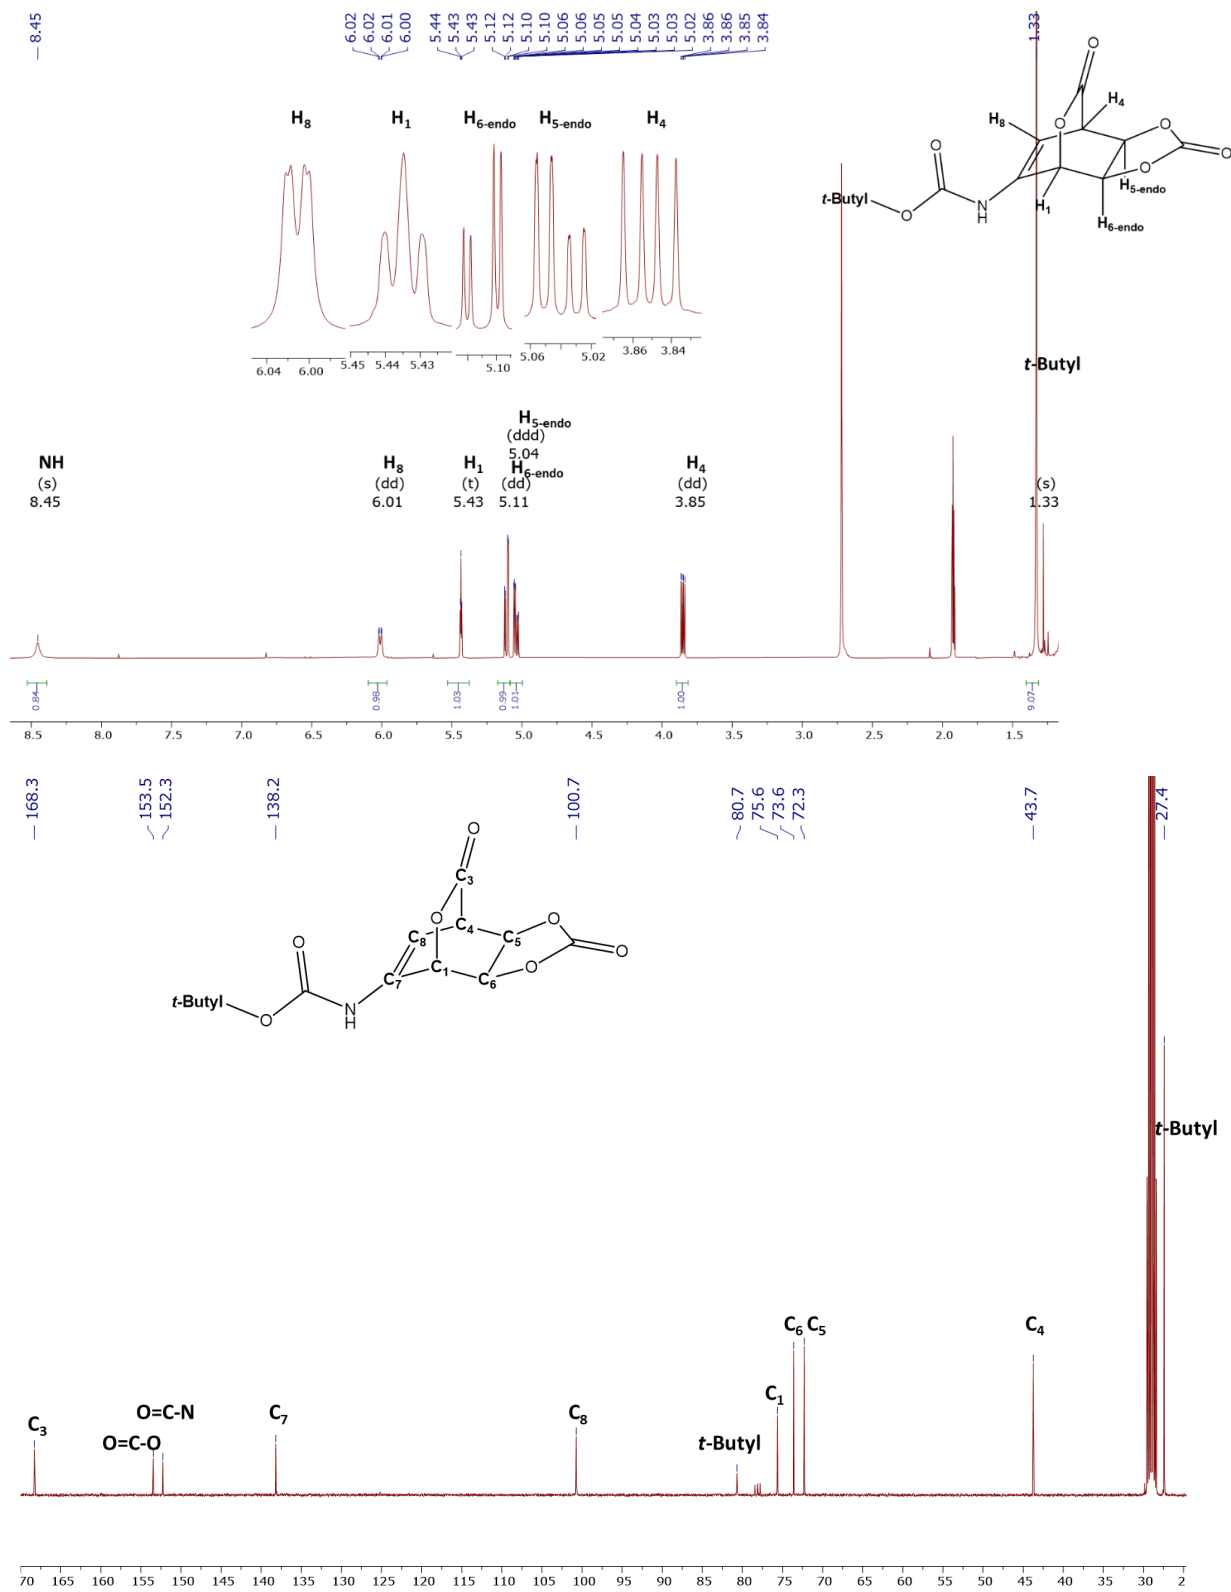 8.45
6.02 6.02 6.01 6.00 5.44 5.43 5.43 5.12 5.12 5.10 5.10 5.06 5.06 5.05 5.05 5.04 5.03 5.03 5.02 3.86 3.86 3.85 3.84
1.33
H8 H1 H6-endo H5-endo H4
6.04 6.00 5.45 5.44 5.43 5.10 5.06 5.02 3.86 3.84
O
H4
H8 O O
O O
O
H5-endo
t-Butyl O N H1
H H6-endo
t-Butyl
H5-endo
(ddd)
5.04
NH H8 H1 H6-endo H4
(s) (dd) (t) (dd) (dd) (s)
8.45 6.01 5.43 5.11 3.85 1.33
0.84 0.98 1.03 0.99 1.01 1.00 9.07
8.5 8.0 7.5 7.0 6.5 6.0 5.5 5.0 4.5 4.0 3.5 3.0 2.5 2.0 1.5
168.3 153.5 152.3 138.2 100.7 80.7 75.6 73.6 72.3 43.7 27.4
O
C3
O O
C8 C4 C5
O O
O
C7 C1 C6
t-Butyl O N
H
t-Butyl
C6 C5 C4
C1
O=C-N C7 C8
C3
O=C-O t-Butyl
70 165 160 155 150 145 140 135 130 125 120 115 110 105 100 95 90 85 80 75 70 65 60 55 50 45 40 35 30 2